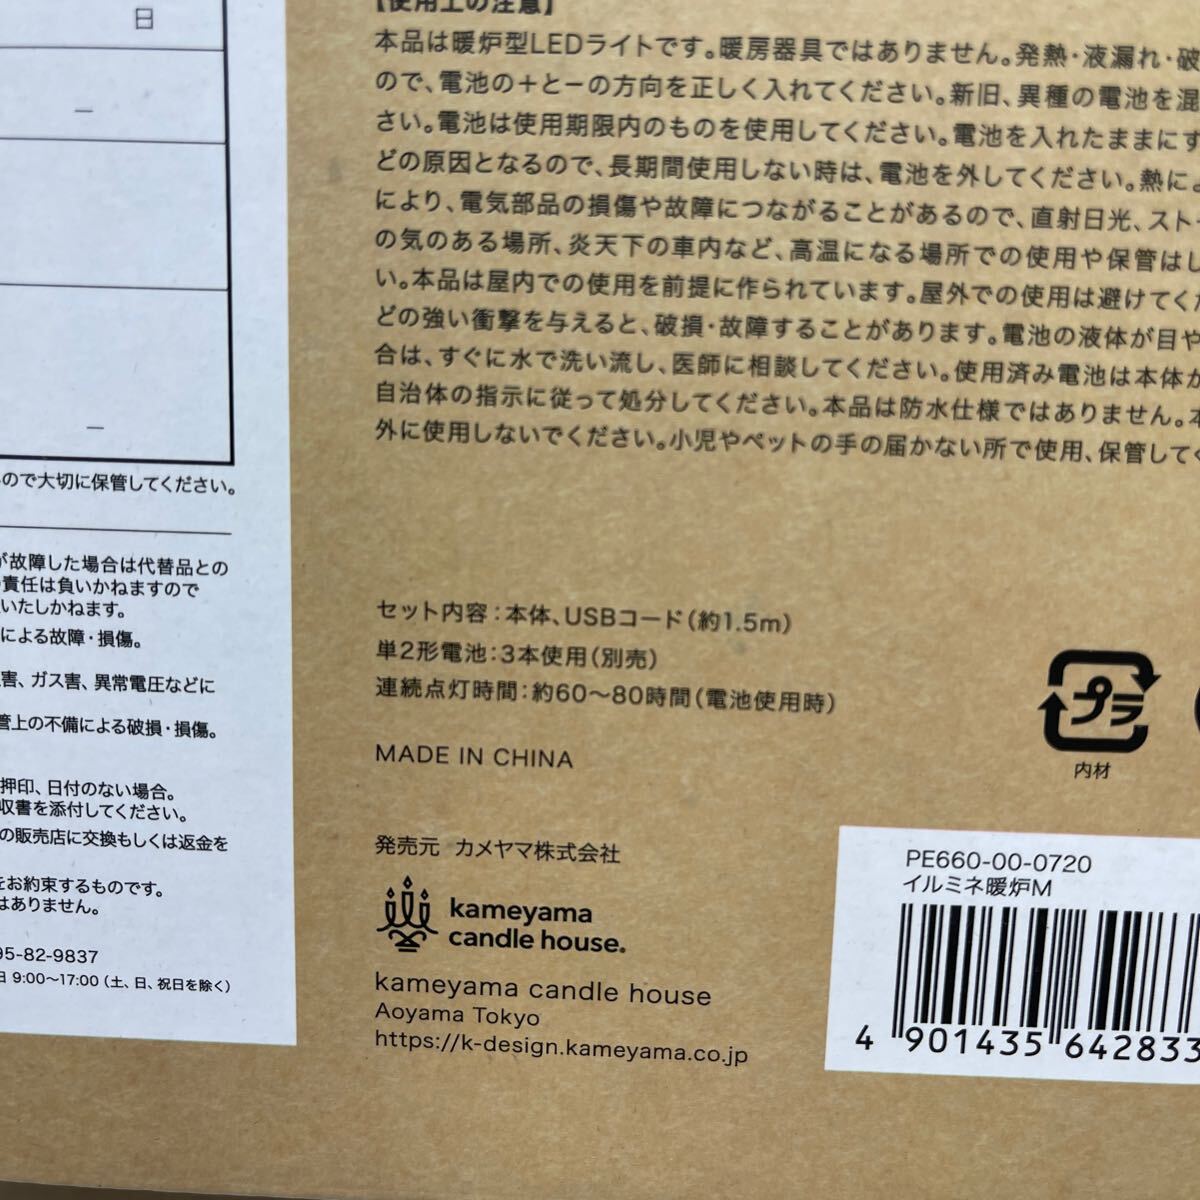 日
—
—
ので大切に保管してください。
が故障した場合は代替品との
責任は負いかねますので
いたしかねます。
による故障・損傷。
害、ガス害、異常電圧などに
管上の不備による破損・損傷。
押印、日付のない場合。
収書を添付してください。
の販売店に交換もしくは返金を
をお約束するものです。
はありません。
95-82-9837
日 9:00〜17:00（土、日、祝日を除く）
【使用上の注意】
本品は暖炉型LEDライトです。暖房器具ではありません。発熱・液漏れ・破
ので、電池の＋と－の方向を正しく入れてください。新旧、異種の電池を混
さい。電池は使用期限内のものを使用してください。電池を入れたままにす
どの原因となるので、長期間使用しない時は、電池を外してください。熱によ
により、電気部品の損傷や故障につながることがあるので、直射日光、スト
の気のある場所、炎天下の車内など、高温になる場所での使用や保管はし
い。本品は屋内での使用を前提に作られています。屋外での使用は避けてくだ
どの強い衝撃を与えると、破損・故障することがあります。電池の液体が目や
合は、すぐに水で洗い流し、医師に相談してください。使用済み電池は本体か
自治体の指示に従って処分してください。本品は防水仕様ではありません。本
外に使用しないでください。小児やペットの手の届かない所で使用、保管してく
セット内容：本体、USBコード（約1.5m）
単2形電池：3本使用（別売）
連続点灯時間：約60〜80時間（電池使用時）
MADE IN CHINA
プラ
内材
発売元 カメヤマ株式会社
kameyama
candle house.
kameyama candle house
Aoyama Tokyo
https://k-design.kameyama.co.jp
PE660-00-0720
イルミネ暖炉M
4 901435 642833